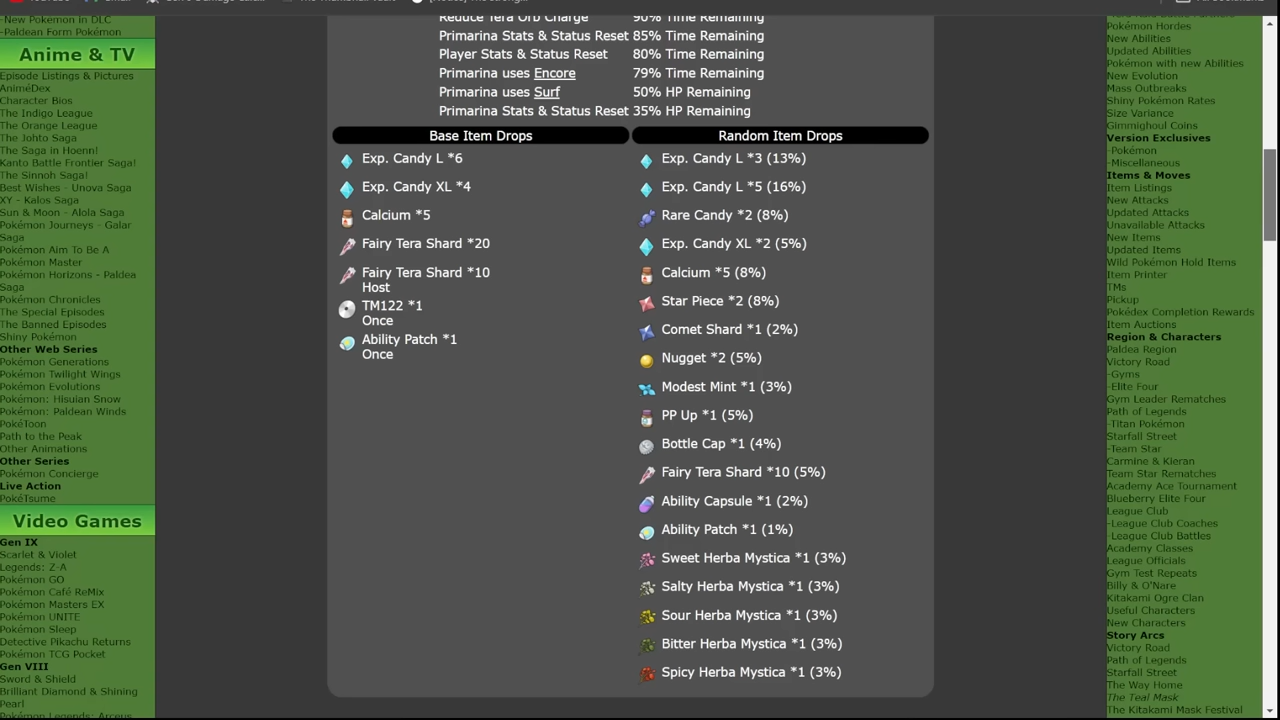 -New Pokémon in DLC
-Paldean Form Pokémon
Anime & TV
Episode Listings & Pictures
AniméDex
Character Bios
The Indigo League
The Orange League
The Johto Saga
The Saga in Hoenn!
Kanto Battle Frontier Saga!
The Sinnoh Saga!
Best Wishes - Unova Saga
XY - Kalos Saga
Sun & Moon - Alola Saga
Pokémon Journeys - Galar
Saga
Pokémon Aim To Be A
Pokémon Master
Pokémon Horizons - Paldea
Saga
Pokémon Chronicles
The Special Episodes
The Banned Episodes
Shiny Pokémon
Other Web Series
Pokémon Generations
Pokémon Twilight Wings
Pokémon Evolutions
Pokémon: Hisuian Snow
Pokémon: Paldean Winds
PokéToon
Path to the Peak
Other Animations
Other Series
Pokémon Concierge
Live Action
PokéTsume
Video Games
Gen IX
Scarlet & Violet
Legends: Z-A
Pokémon GO
Pokémon Café ReMix
Pokémon Masters EX
Pokémon UNITE
Pokémon Sleep
Detective Pikachu Returns
Pokémon TCG Pocket
Gen VIII
Sword & Shield
Brilliant Diamond & Shining
Pearl
Pokémon Legends: Arceus
Reduce Tera Orb Charge 90% Time Remaining
Primarina Stats & Status Reset 85% Time Remaining
Player Stats & Status Reset 80% Time Remaining
Primarina uses Encore 79% Time Remaining
Primarina uses Surf 50% HP Remaining
Primarina Stats & Status Reset 35% HP Remaining
Base Item Drops
Exp. Candy L *6
Exp. Candy XL *4
Calcium *5
Fairy Tera Shard *20
Fairy Tera Shard *10
Host
TM122 *1
Once
Ability Patch *1
Once
Random Item Drops
Exp. Candy L *3 (13%)
Exp. Candy L *5 (16%)
Rare Candy *2 (8%)
Exp. Candy XL *2 (5%)
Calcium *5 (8%)
Star Piece *2 (8%)
Comet Shard *1 (2%)
Nugget *2 (5%)
Modest Mint *1 (3%)
PP Up *1 (5%)
Bottle Cap *1 (4%)
Fairy Tera Shard *10 (5%)
Ability Capsule *1 (2%)
Ability Patch *1 (1%)
Sweet Herba Mystica *1 (3%)
Salty Herba Mystica *1 (3%)
Sour Herba Mystica *1 (3%)
Bitter Herba Mystica *1 (3%)
Spicy Herba Mystica *1 (3%)
Pokémon Hordes
New Abilities
Updated Abilities
Pokémon with new Abilities
New Evolution
Mass Outbreaks
Shiny Pokémon Rates
Size Variance
Gimmighoul Coins
Version Exclusives
-Pokémon
-Miscellaneous
Items & Moves
Item Listings
New Attacks
Updated Attacks
Unavailable Attacks
New Items
Updated Items
Wild Pokémon Hold Items
Item Printer
TMs
Pickup
Pokédex Completion Rewards
Item Auctions
Region & Characters
Paldea Region
Victory Road
-Gyms
-Elite Four
Gym Leader Rematches
Path of Legends
-Titan Pokémon
Starfall Street
-Team Star
Carmine & Kieran
Team Star Rematches
Academy Ace Tournament
Blueberry Elite Four
League Club
-League Club Coaches
-League Club Battles
Academy Classes
League Officials
Gym Test Repeats
Billy & O'Nare
Kitakami Ogre Clan
Useful Characters
New Characters
Story Arcs
Victory Road
Path of Legends
Starfall Street
The Way Home
The Teal Mask
The Kitakami Mask Festival